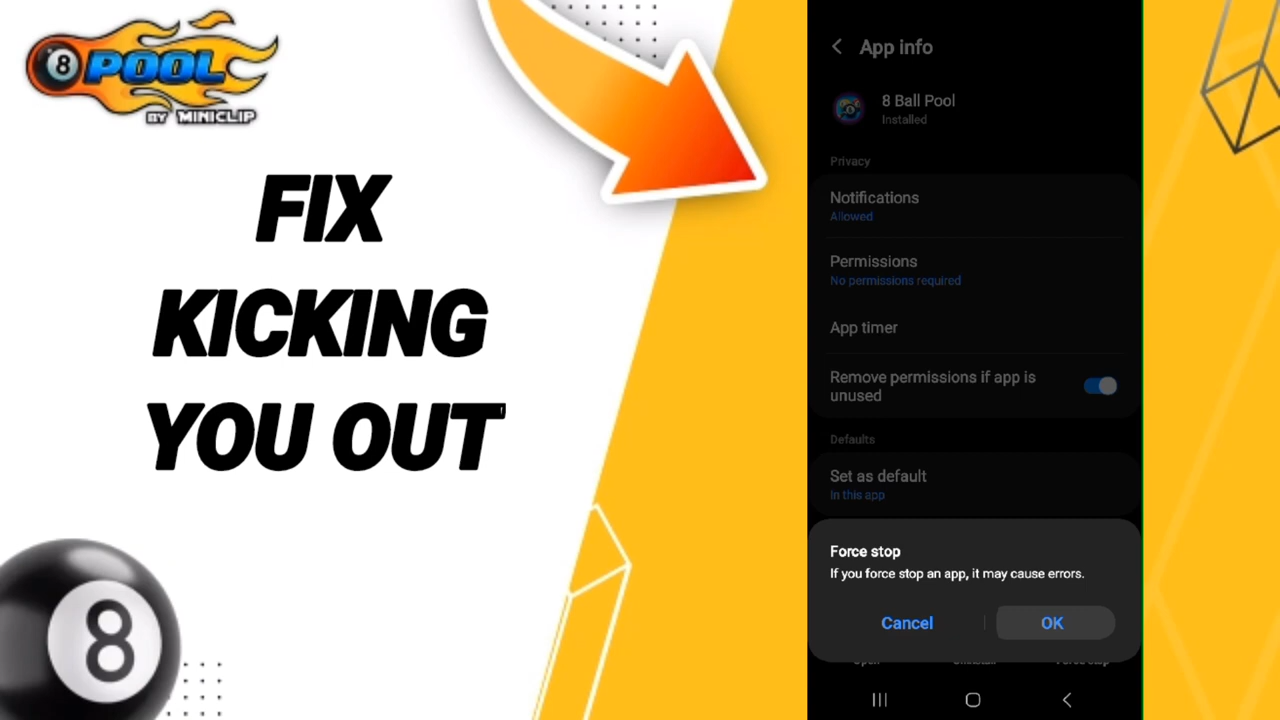 8 POOL
BY MINICLIP
FIX
KICKING
YOU OUT
8
App info
8 Ball Pool
Installed
Privacy
Notifications
Allowed
Permissions
No permissions required
App timer
Remove permissions if app is
unused
Defaults
Set as default
In this app
Force stop
If you force stop an app, it may cause errors.
Cancel
OK